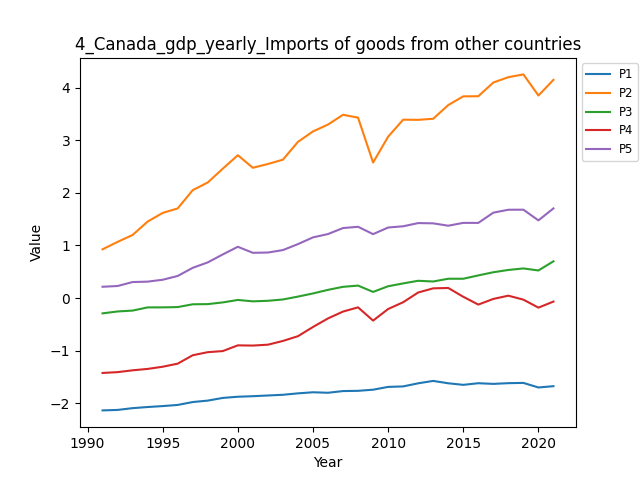 4_Canada_gdp_yearly_Imports of goods from other countries
4
3
2
1
0
−1
−2
Value
1990 1995 2000 2005 2010 2015 2020
Year
P1
P2
P3
P4
P5